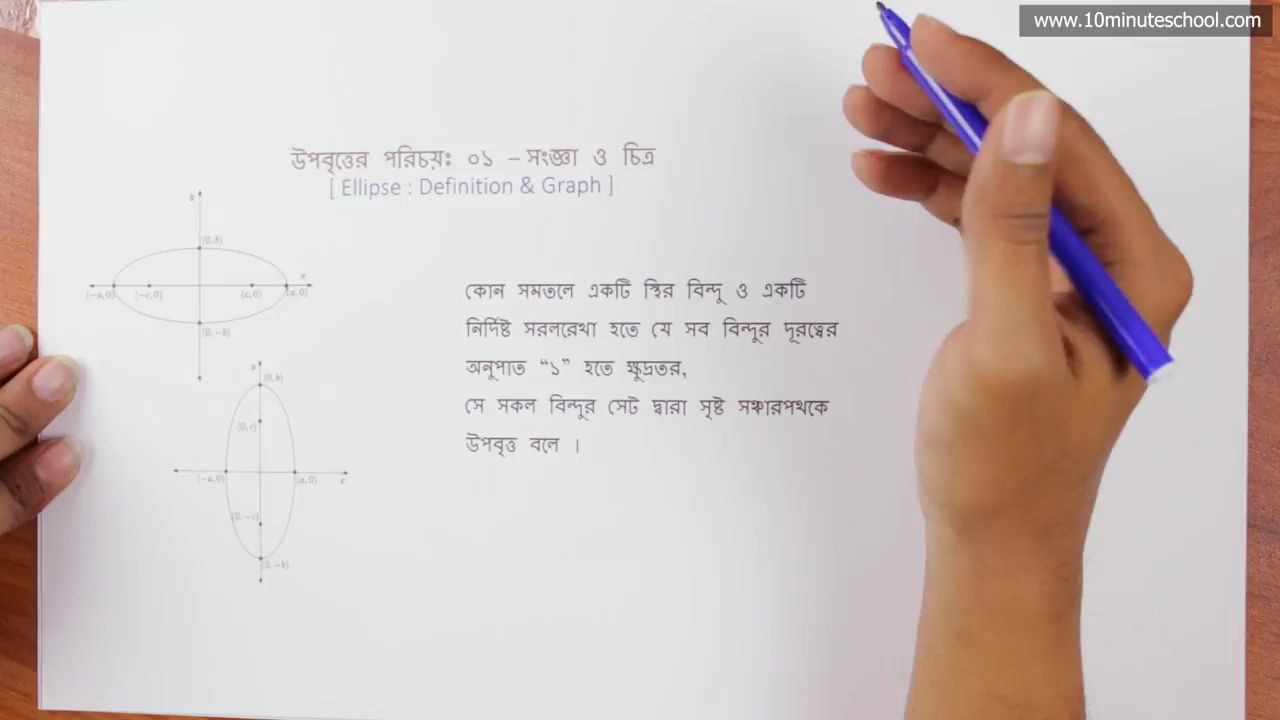 www.10minuteschool.com
উপবৃত্তের পরিচয়ঃ ০১ – সংজ্ঞা ও চিত্র
[ Ellipse : Definition & Graph ]
y
(0, b)
x
(−a, 0) (−c, 0) (c, 0) (a, 0)
(0, −b)
কোন সমতলে একটি স্থির বিন্দু ও একটি
নির্দিষ্ট সরলরেখা হতে যে সব বিন্দুর দূরত্বের
অনুপাত “১” হতে ক্ষুদ্রতর,
সে সকল বিন্দুর সেট দ্বারা সৃষ্ট সঞ্চারপথকে
উপবৃত্ত বলে ।
y
(0, b)
(0, c)
(−a, 0) (a, 0) x
(0, −c)
(0, −b)